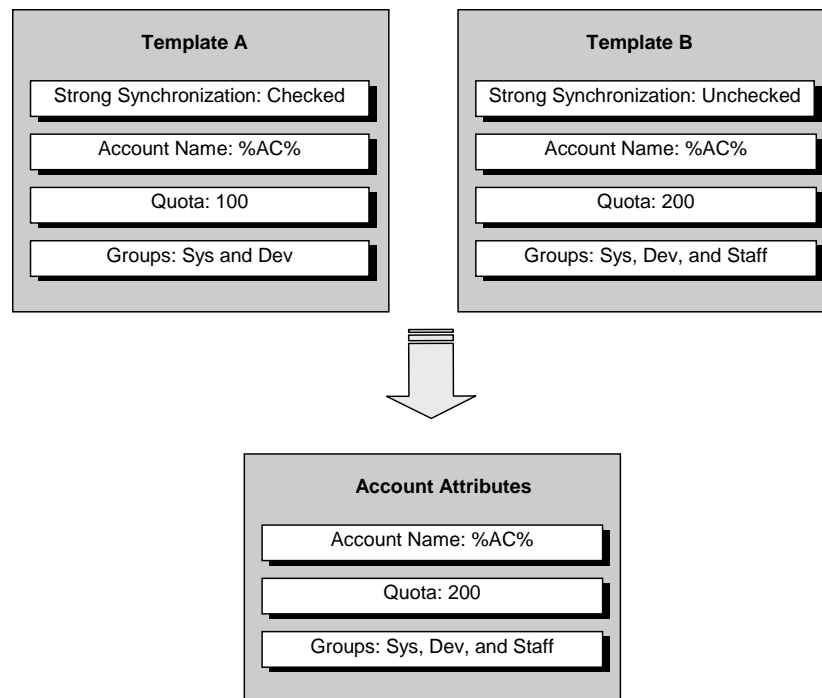 Template A
Strong Synchronization: Checked
Account Name: %AC%
Quota: 100
Groups: Sys and Dev
Template B
Strong Synchronization: Unchecked
Account Name: %AC%
Quota: 200
Groups: Sys, Dev, and Staff
Account Attributes
Account Name: %AC%
Quota: 200
Groups: Sys, Dev, and Staff